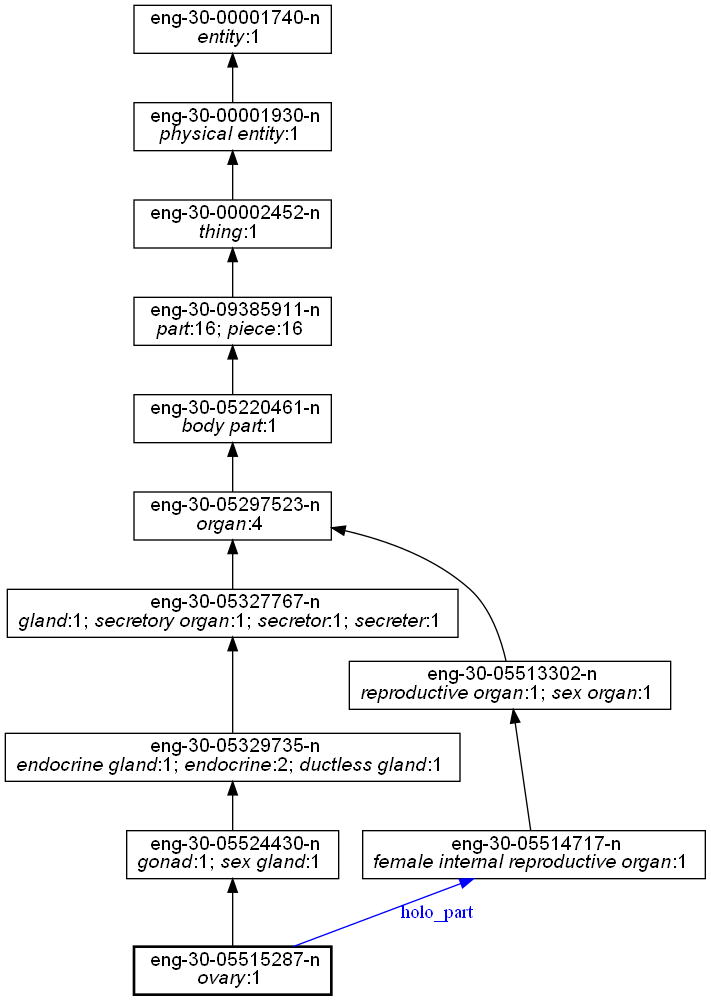 eng-30-00001740-n
entity:1
eng-30-00001930-n
physical entity:1
eng-30-00002452-n
thing:1
eng-30-09385911-n
part:16; piece:16
eng-30-05220461-n
body part:1
eng-30-05297523-n
organ:4
eng-30-05327767-n
gland:1; secretory organ:1; secretor:1; secreter:1
eng-30-05513302-n
reproductive organ:1; sex organ:1
eng-30-05329735-n
endocrine gland:1; endocrine:2; ductless gland:1
eng-30-05524430-n
gonad:1; sex gland:1
eng-30-05514717-n
female internal reproductive organ:1
holo_part
eng-30-05515287-n
ovary:1